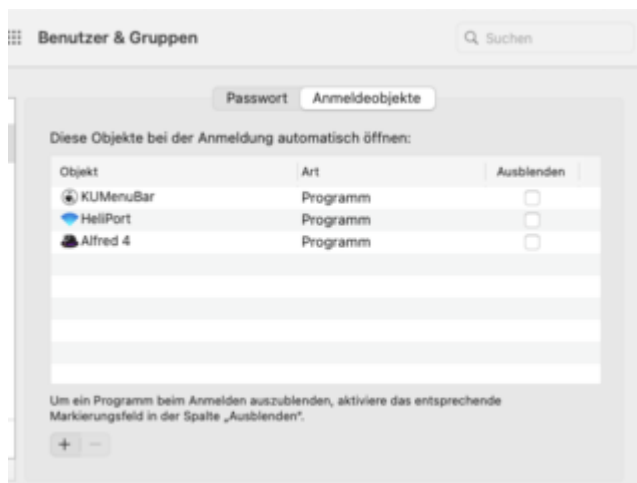 Benutzer & Gruppen
Suchen
Passwort Anmeldeobjekte
Diese Objekte bei der Anmeldung automatisch öffnen:
Objekt Art Ausblenden
KUMenuBar Programm
HeliPort Programm
Alfred 4 Programm
Um ein Programm beim Anmelden auszublenden, aktiviere das entsprechende
Markierungsfeld in der Spalte „Ausblenden“.